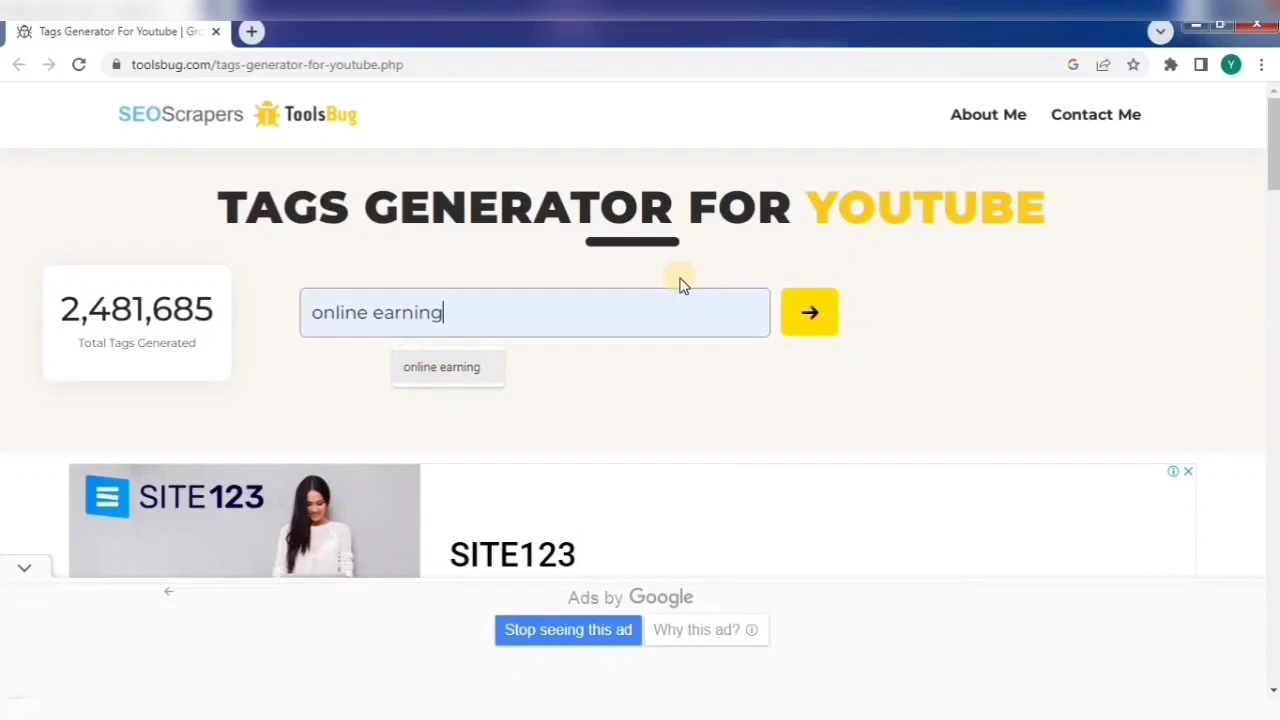 Tags Generator For Youtube | Gro
toolsbug.com/tags-generator-for-youtube.php
Y
SEOScrapers ToolsBug
About Me
Contact Me
TAGS GENERATOR FOR YOUTUBE
2,481,685
Total Tags Generated
online earning
online earning
SITE123
SITE123
Ads by Google
Stop seeing this ad
Why this ad?